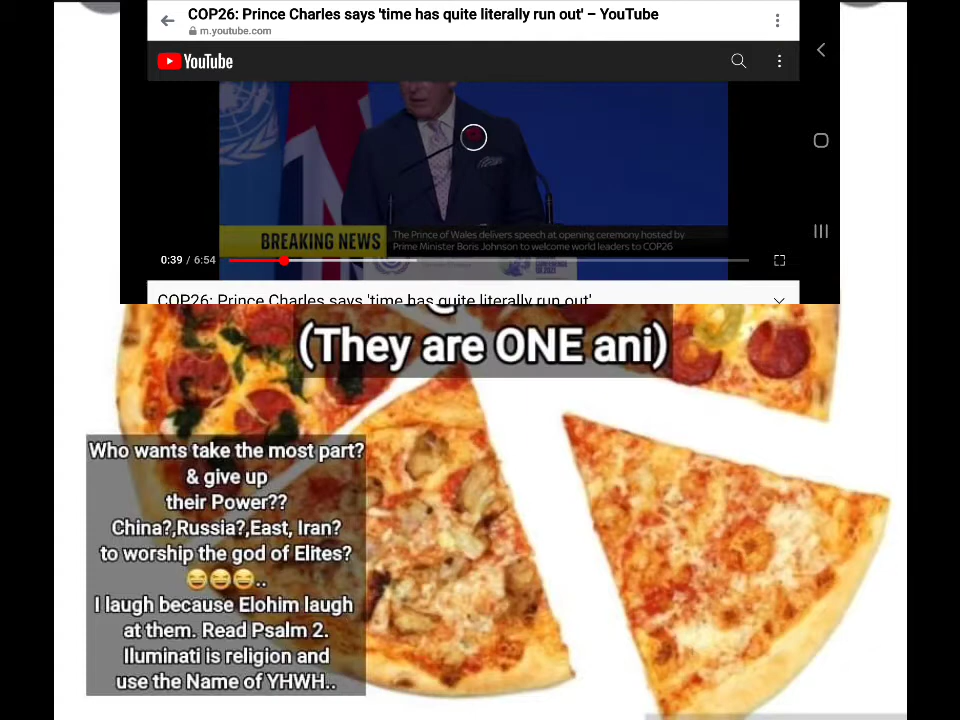 COP26: Prince Charles says 'time has quite literally run out' – YouTube
m.youtube.com
YouTube
BREAKING NEWS
The Prince of Wales delivers speech at opening ceremony hosted by
Prime Minister Boris Johnson to welcome world leaders to COP26
0:39 / 6:54
COP26: Prince Charles says 'time has quite literally run out'
(They are ONE ani)
Who wants take the most part?
& give up
their Power??
China?,Russia?,East, Iran?
to worship the god of Elites?
😂😂😂..
I laugh because Elohim laugh
at them. Read Psalm 2.
Iluminati is religion and
use the Name of YHWH..